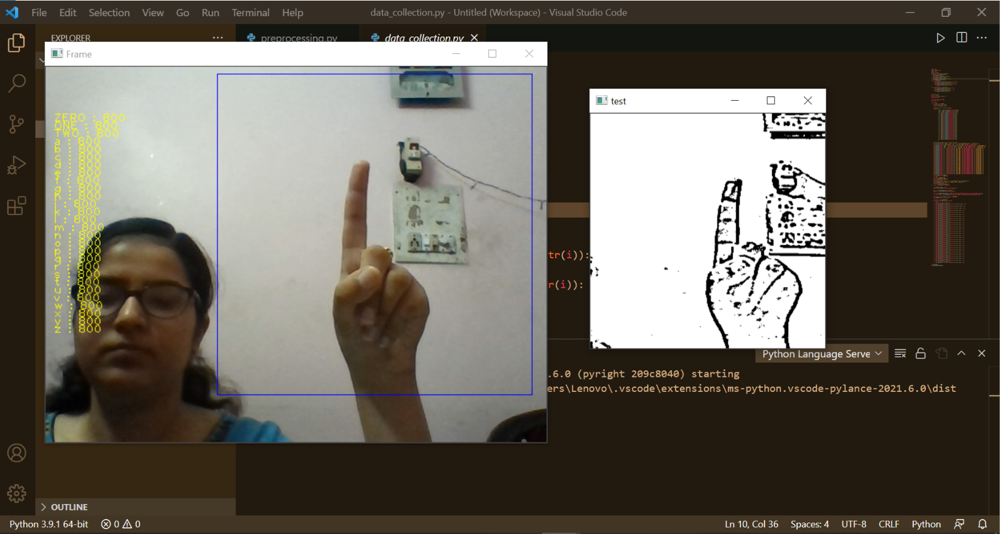 File Edit Selection View Go Run Terminal Help
data_collection.py - Untitled (Workspace) - Visual Studio Code
EXPLORER
preprocessing.py
data_collection.py
Frame
test
ZERO : 800
ONE : 800
TWO : 800
a : 800
b : 800
c : 800
d : 800
e : 800
f : 800
g : 800
h : 800
i : 800
k : 800
l : 800
m : 800
n : 800
o : 800
p : 800
q : 800
r : 800
s : 800
t : 800
u : 800
v : 800
w : 800
x : 800
y : 800
z : 800
tr(i)):
r(i)):
Python Language Serve
.6.0 (pyright 209c8040) starting
ers\Lenovo\.vscode\extensions\ms-python.vscode-pylance-2021.6.0\dist
OUTLINE
Python 3.9.1 64-bit
0
0
Ln 10, Col 36
Spaces: 4
UTF-8
CRLF
Python